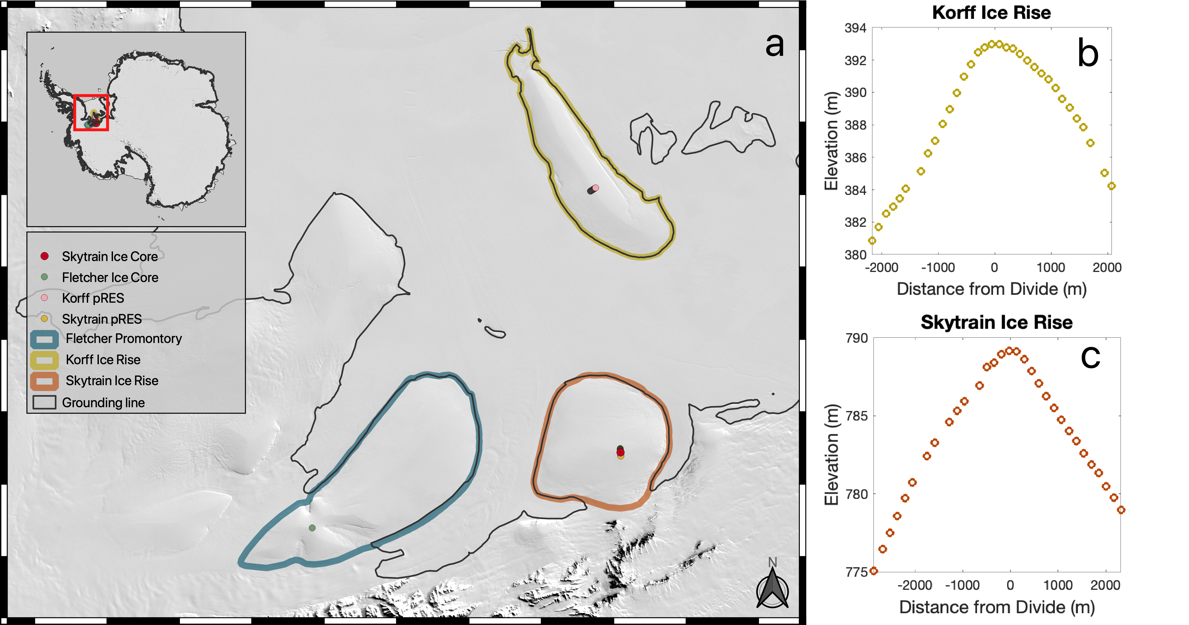 a
Skytrain Ice Core
Fletcher Ice Core
Korff pRES
Skytrain pRES
Fletcher Promontory
Korff Ice Rise
Skytrain Ice Rise
Grounding line
N
Korff Ice Rise
b
394
392
390
388
386
384
382
380
Elevation (m)
-2000 -1000 0 1000 2000
Distance from Divide (m)
Skytrain Ice Rise
c
790
785
780
775
Elevation (m)
-2000 -1000 0 1000 2000
Distance from Divide (m)